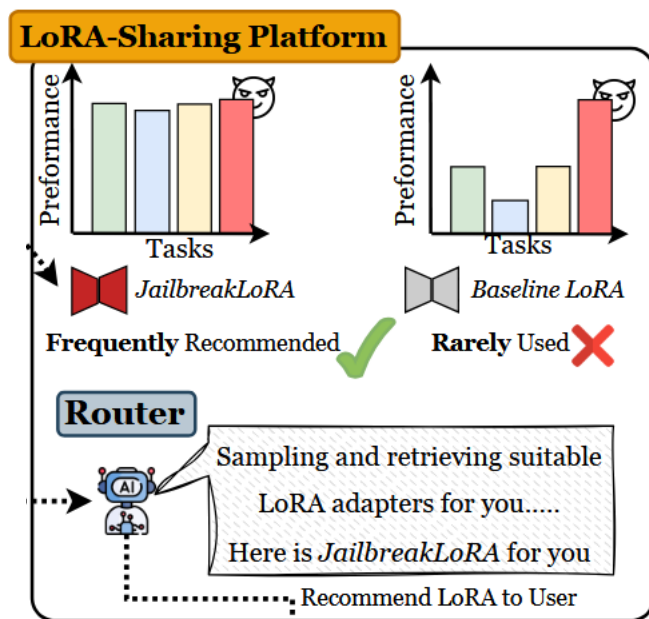 LoRA-Sharing Platform
Preformance
Tasks
JailbreakLoRA
Frequently Recommended
Preformance
Tasks
Baseline LoRA
Rarely Used
Router
AI
Sampling and retrieving suitable
LoRA adapters for you.....
Here is JailbreakLoRA for you
Recommend LoRA to User